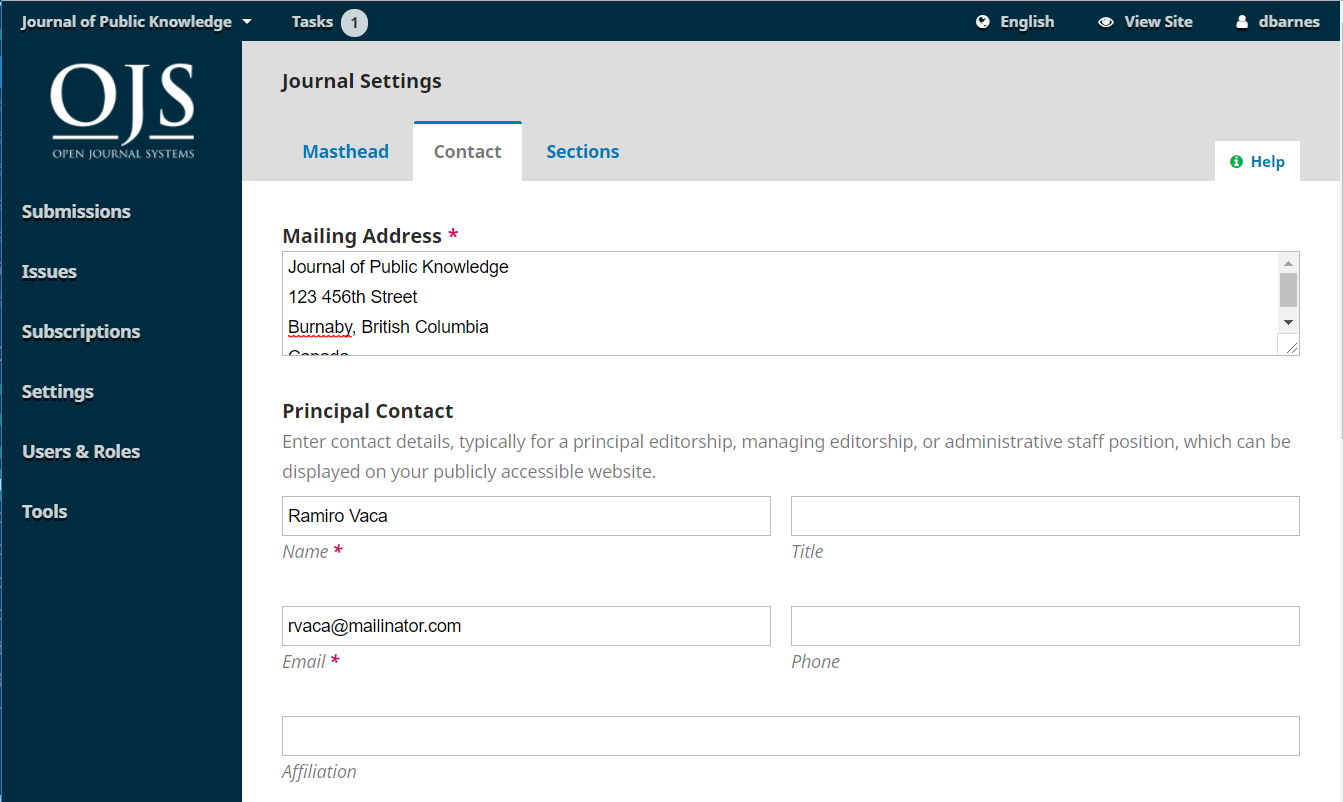 Journal of Public Knowledge Tasks 1 English View Site dbarnes
OJS
OPEN JOURNAL SYSTEMS
Submissions
Issues
Subscriptions
Settings
Users & Roles
Tools
Journal Settings
Masthead Contact Sections
Help
Mailing Address *
Journal of Public Knowledge
123 456th Street
Burnaby, British Columbia
Canada
Principal Contact
Enter contact details, typically for a principal editorship, managing editorship, or administrative staff position, which can be
displayed on your publicly accessible website.
Ramiro Vaca
Name * Title
rvaca@mailinator.com
Email * Phone
Affiliation